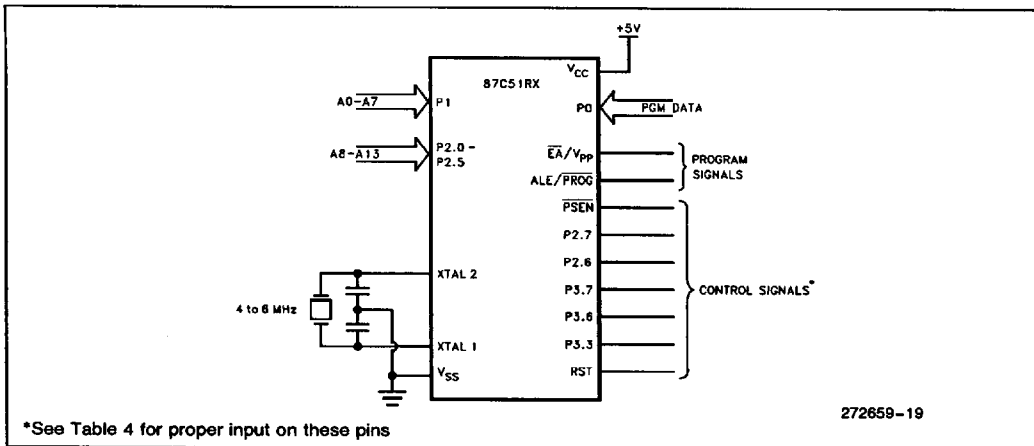 +5V
87C51RX
VCC
A0-A7
P1
P0
PGM DATA
A8-A13
P2.0 -
P2.5
EA/VPP
ALE/PROG
PROGRAM
SIGNALS
PSEN
P2.7
P2.6
P3.7
P3.6
P3.3
RST
CONTROL SIGNALS*
XTAL 2
4 to 6 MHz
XTAL 1
VSS
272659-19
*See Table 4 for proper input on these pins